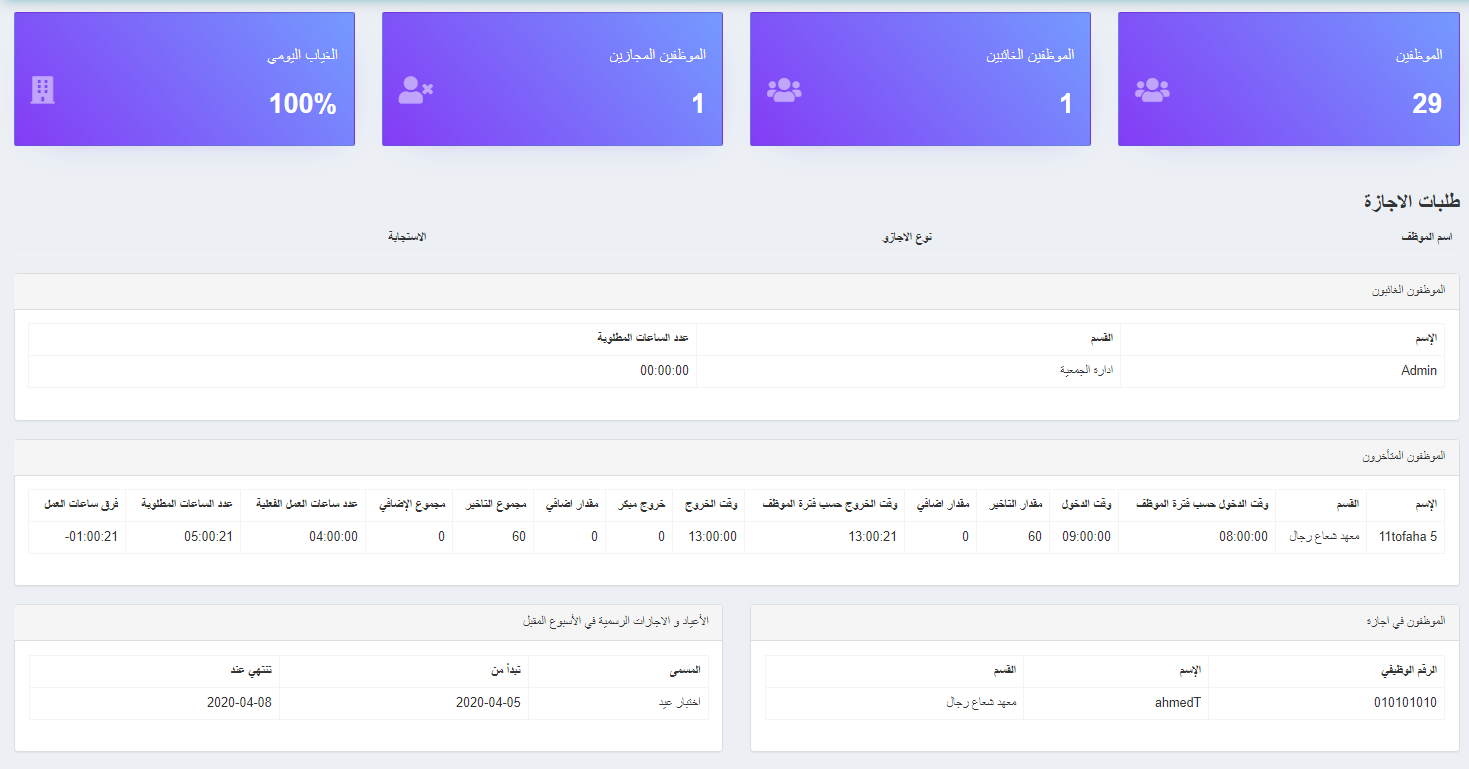 الموظفين
29
الموظفين الغائبين
1
الموظفين المجازين
1
الغياب اليومي
100%
طلبات الاجازة
اسم الموظف نوع الاجازو الاستجابة
الموظفون الغائبون
الإسم القسم عدد الساعات المطلوبة
Admin ادارة الجمعية 00:00:00
الموظفون المتأخرون
الإسم القسم وقت الدخول حسب فترة الموظف وقت الدخول مقدار التاخير مقدار اضافي وقت الخروج حسب فترة الموظف وقت الخروج خروج مبكر مقدار اضافي مجموع التاخير مجموع الإضافي عدد ساعات العمل الفعلية عدد الساعات المطلوبة فرق ساعات العمل
11tofaha 5 معهد شعاع رجال 08:00:00 09:00:00 60 0 13:00:21 13:00:00 0 0 60 0 04:00:00 05:00:21 -01:00:21
الموظفون في اجازة
الرقم الوظيفي الإسم القسم
010101010 ahmedT معهد شعاع رجال
الأعياد و الاجازات الرسمية في الأسبوع المقبل
المسمى تبدأ من تنتهي عند
اختبار عيد 2020-04-05 2020-04-08